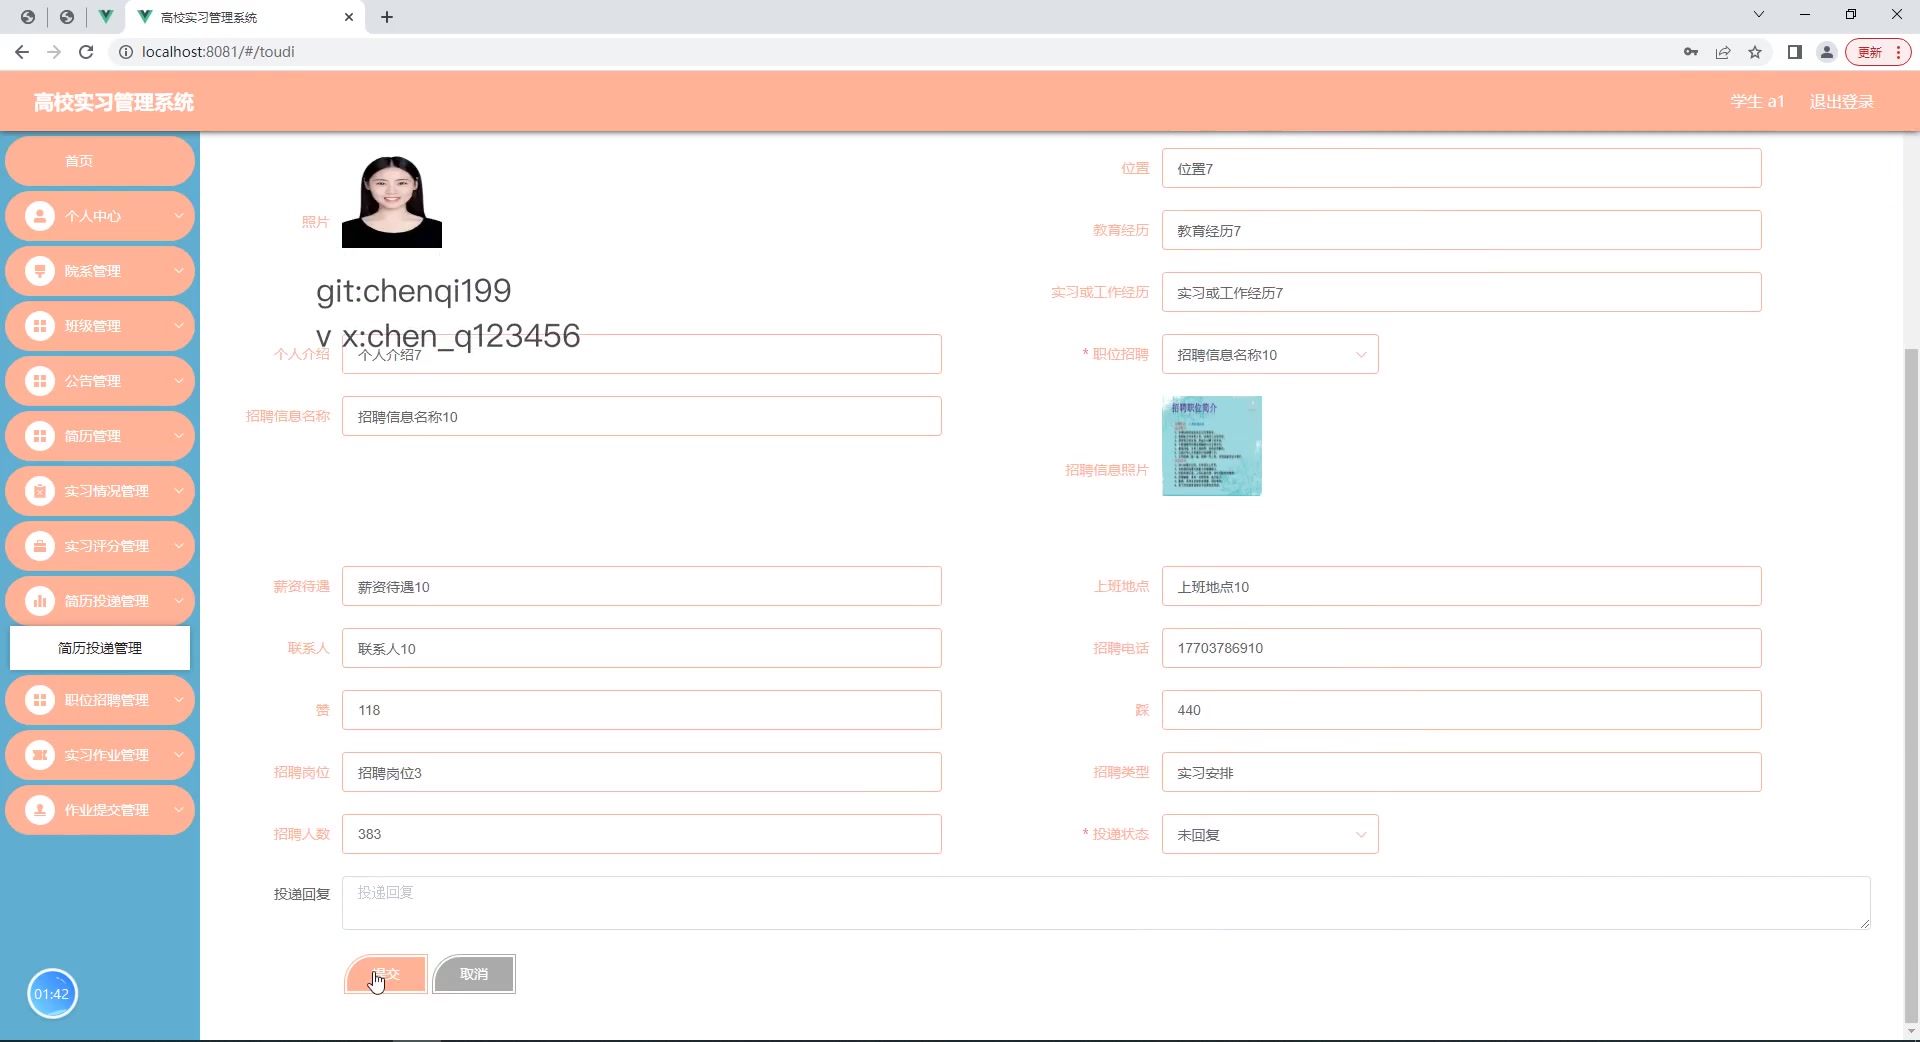 高校实习管理系统
localhost:8081/#/toudi
更新
高校实习管理系统
学生 a1
退出登录
首页
个人中心
院系管理
班级管理
公告管理
简历管理
实习情况管理
实习评分管理
简历投递管理
简历投递管理
职位招聘管理
实习作业管理
作业提交管理
01:42
照片
位置
位置7
教育经历
教育经历7
git:chenqi199
实习或工作经历
实习或工作经历7
v x:chen_q123456
个人介绍
个人介绍7
* 职位招聘
招聘信息名称10
招聘信息名称
招聘信息名称10
招聘信息照片
招聘职位简介
薪资待遇
薪资待遇10
上班地点
上班地点10
联系人
联系人10
招聘电话
17703786910
赞
118
踩
440
招聘岗位
招聘岗位3
招聘类型
实习安排
招聘人数
383
* 投递状态
未回复
投递回复
投递回复
提交
取消